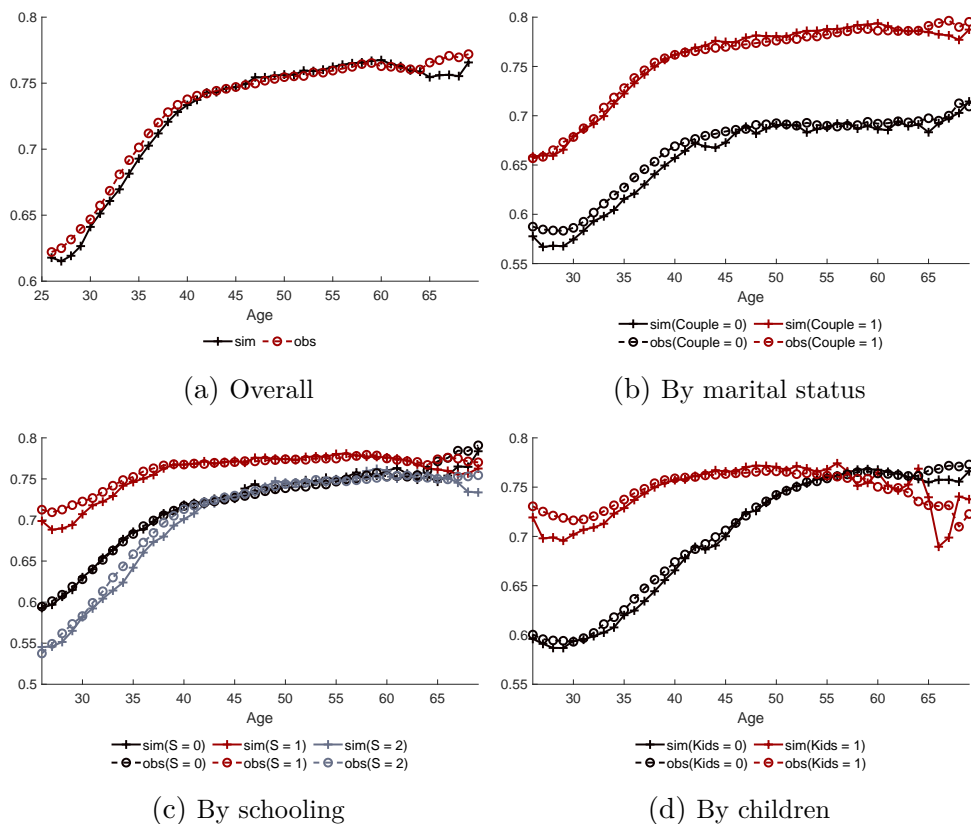 0.8
0.75
0.7
0.65
0.6
25 30 35 40 45 50 55 60 65
Age
sim obs
(a) Overall
0.8
0.75
0.7
0.65
0.6
0.55
30 35 40 45 50 55 60 65
Age
sim(Couple = 0) sim(Couple = 1)
obs(Couple = 0) obs(Couple = 1)
(b) By marital status
0.8
0.75
0.7
0.65
0.6
0.55
0.5
30 35 40 45 50 55 60 65
Age
sim(S = 0) sim(S = 1) sim(S = 2)
obs(S = 0) obs(S = 1) obs(S = 2)
(c) By schooling
0.8
0.75
0.7
0.65
0.6
0.55
30 35 40 45 50 55 60 65
Age
sim(Kids = 0) sim(Kids = 1)
obs(Kids = 0) obs(Kids = 1)
(d) By children